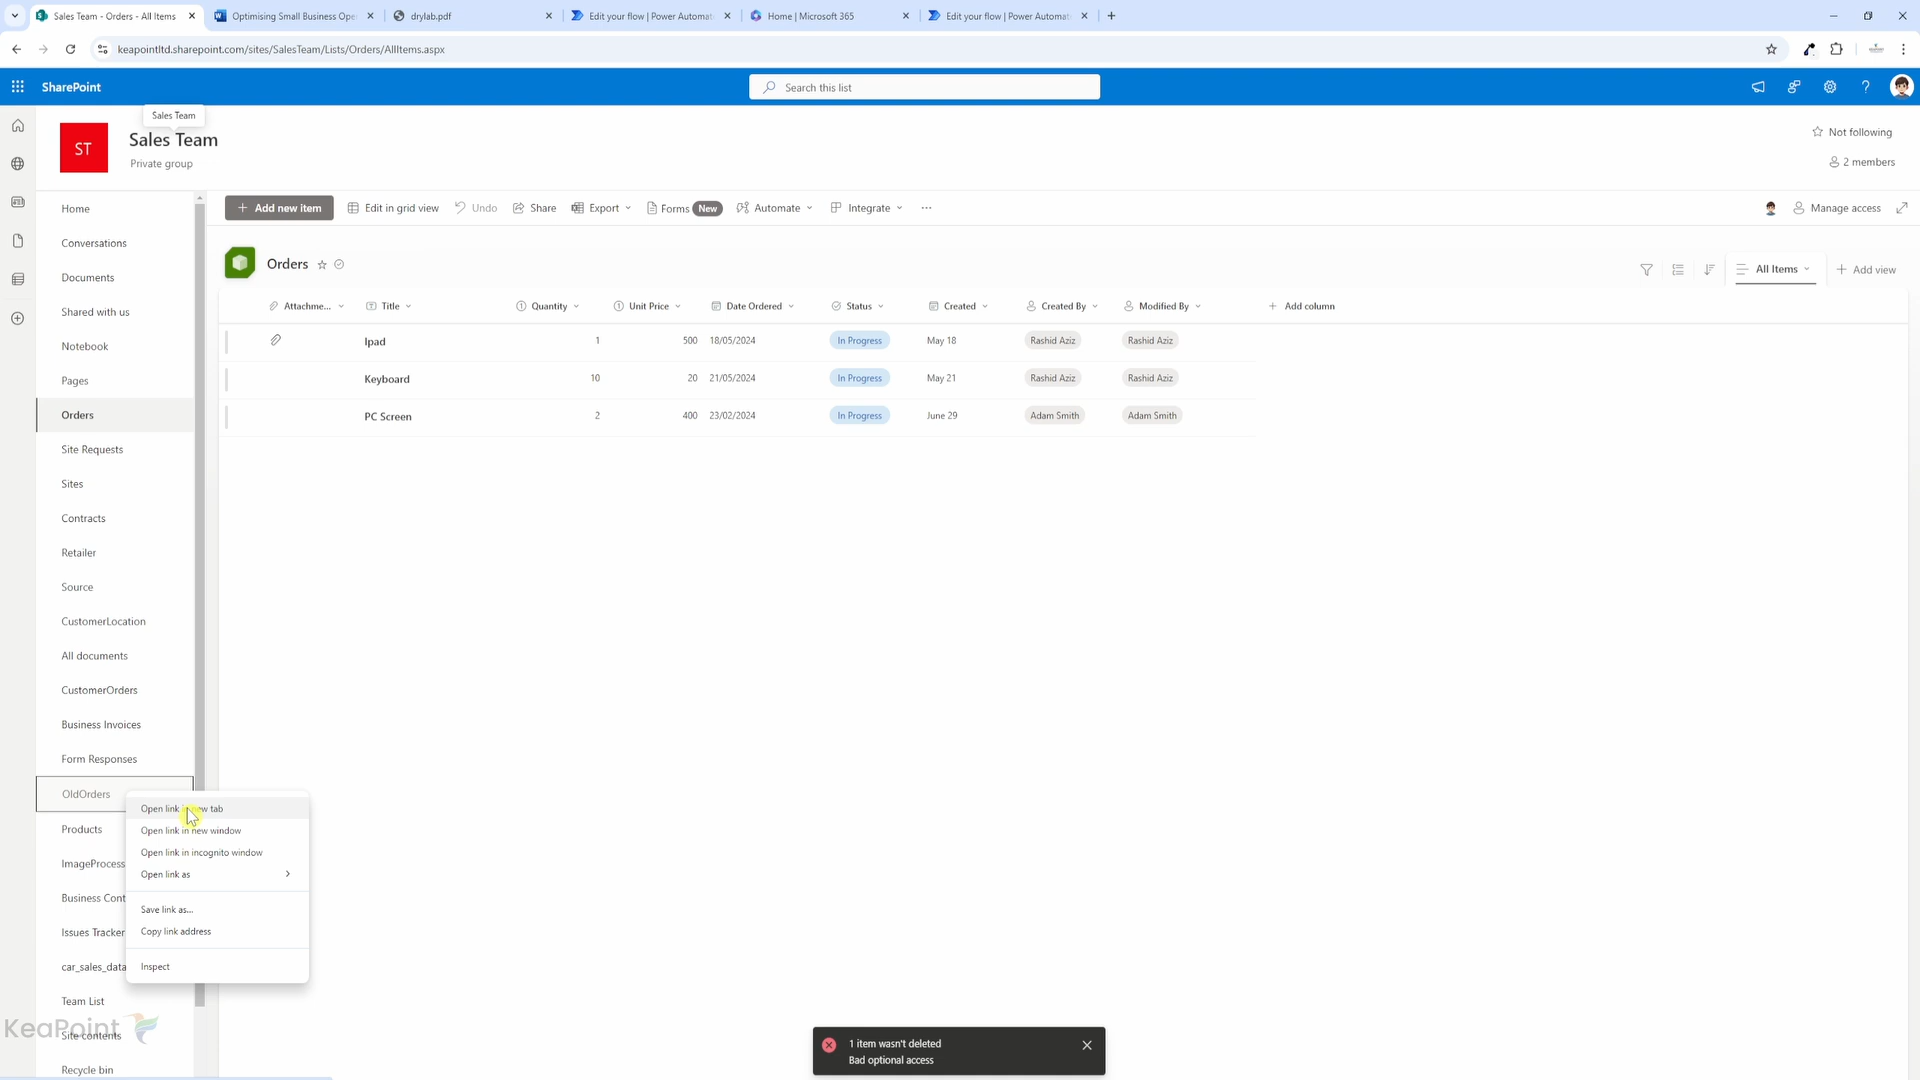 Sales Team - Orders - All Items
Optimising Small Business Ope
drylab.pdf
Edit your flow | Power Automat
Home | Microsoft 365
Edit your flow | Power Automat
keapointltd.sharepoint.com/sites/SalesTeam/Lists/Orders/AllItems.aspx
SharePoint
Search this list
Sales Team
ST
Sales Team
Private group
Not following
2 members
Home
Conversations
Documents
Shared with us
Notebook
Pages
Orders
Site Requests
Sites
Contracts
Retailer
Source
CustomerLocation
All documents
CustomerOrders
Business Invoices
Form Responses
OldOrders
Products
ImageProcess
Business Cont
Issues Tracker
car_sales_data
Team List
Site contents
Recycle bin
Add new item
Edit in grid view
Undo
Share
Export
Forms New
Automate
Integrate
Manage access
Orders
All Items
Add view
Attachme... Title Quantity Unit Price Date Ordered Status Created Created By Modified By Add column
Ipad 1 500 18/05/2024 In Progress May 18 Rashid Aziz Rashid Aziz
Keyboard 10 20 21/05/2024 In Progress May 21 Rashid Aziz Rashid Aziz
PC Screen 2 400 23/02/2024 In Progress June 29 Adam Smith Adam Smith
Open link in new tab
Open link in new window
Open link in incognito window
Open link as
Save link as...
Copy link address
Inspect
KeaPoint
1 item wasn't deleted
Bad optional access